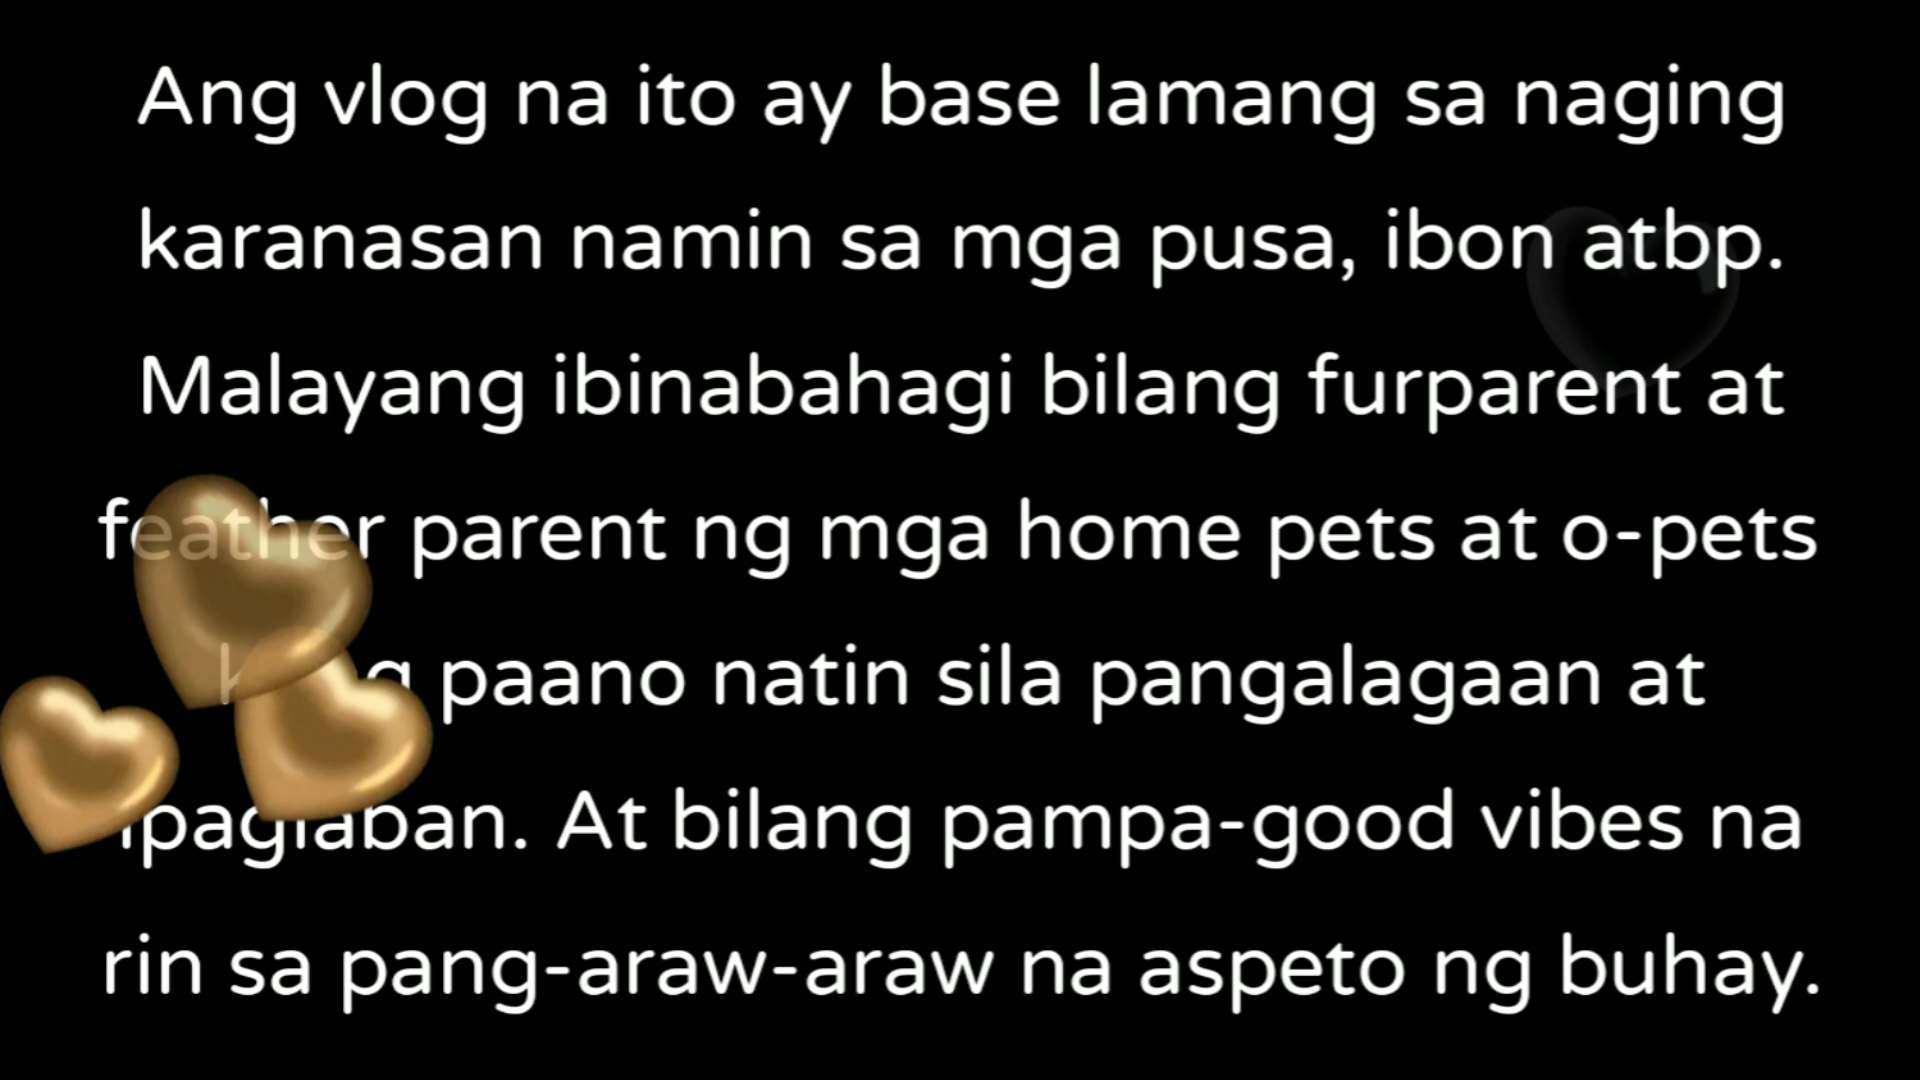 Ang vlog na ito ay base lamang sa naging
karanasan namin sa mga pusa, ibon atbp.
Malayang ibinabahagi bilang furparent at
feather parent ng mga home pets at o-pets
paano natin sila pangalagaan at
ipaglaban. At bilang pampa-good vibes na
rin sa pang-araw-araw na aspeto ng buhay.